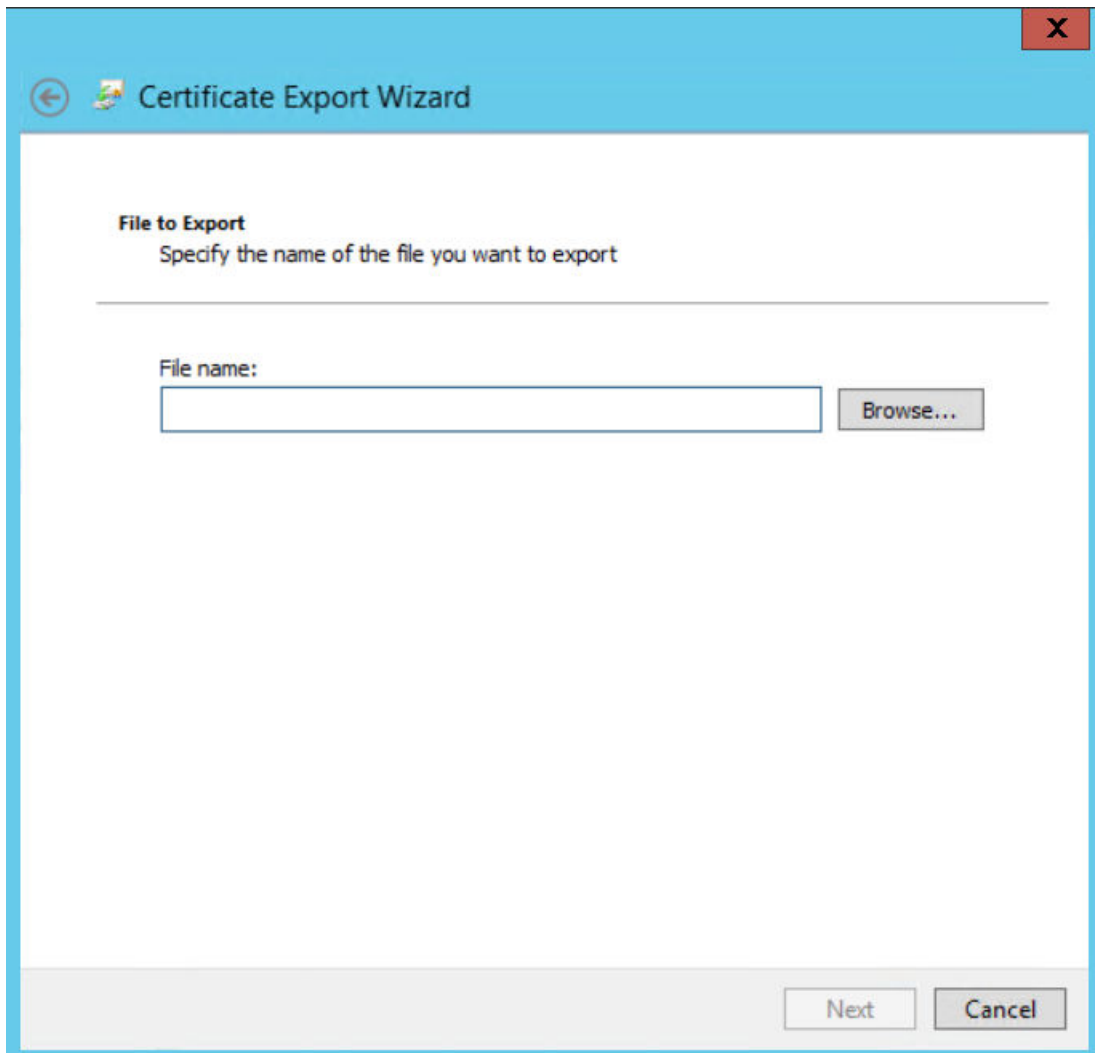 X
Certificate Export Wizard
File to Export
Specify the name of the file you want to export
File name:
Browse...
Next
Cancel